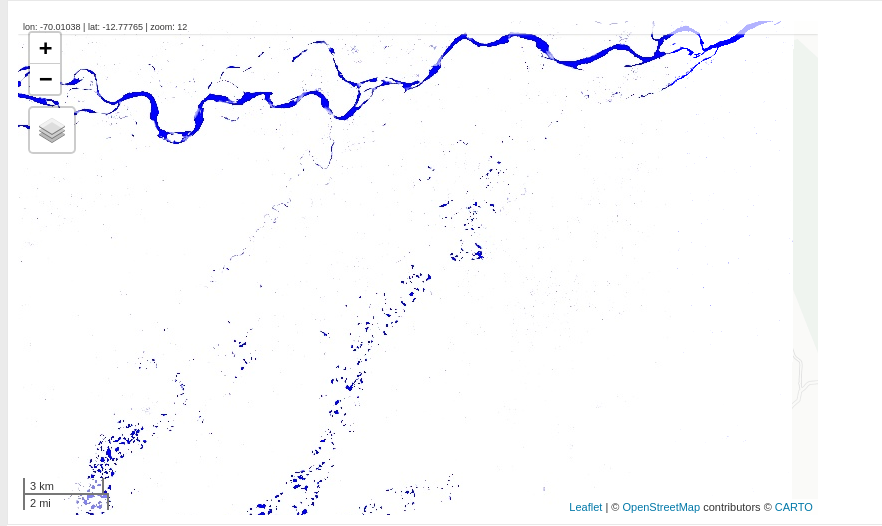 lon: -70.01038 | lat: -12.77765 | zoom: 12
+
−
3 km
2 mi
Leaflet | © OpenStreetMap contributors © CARTO